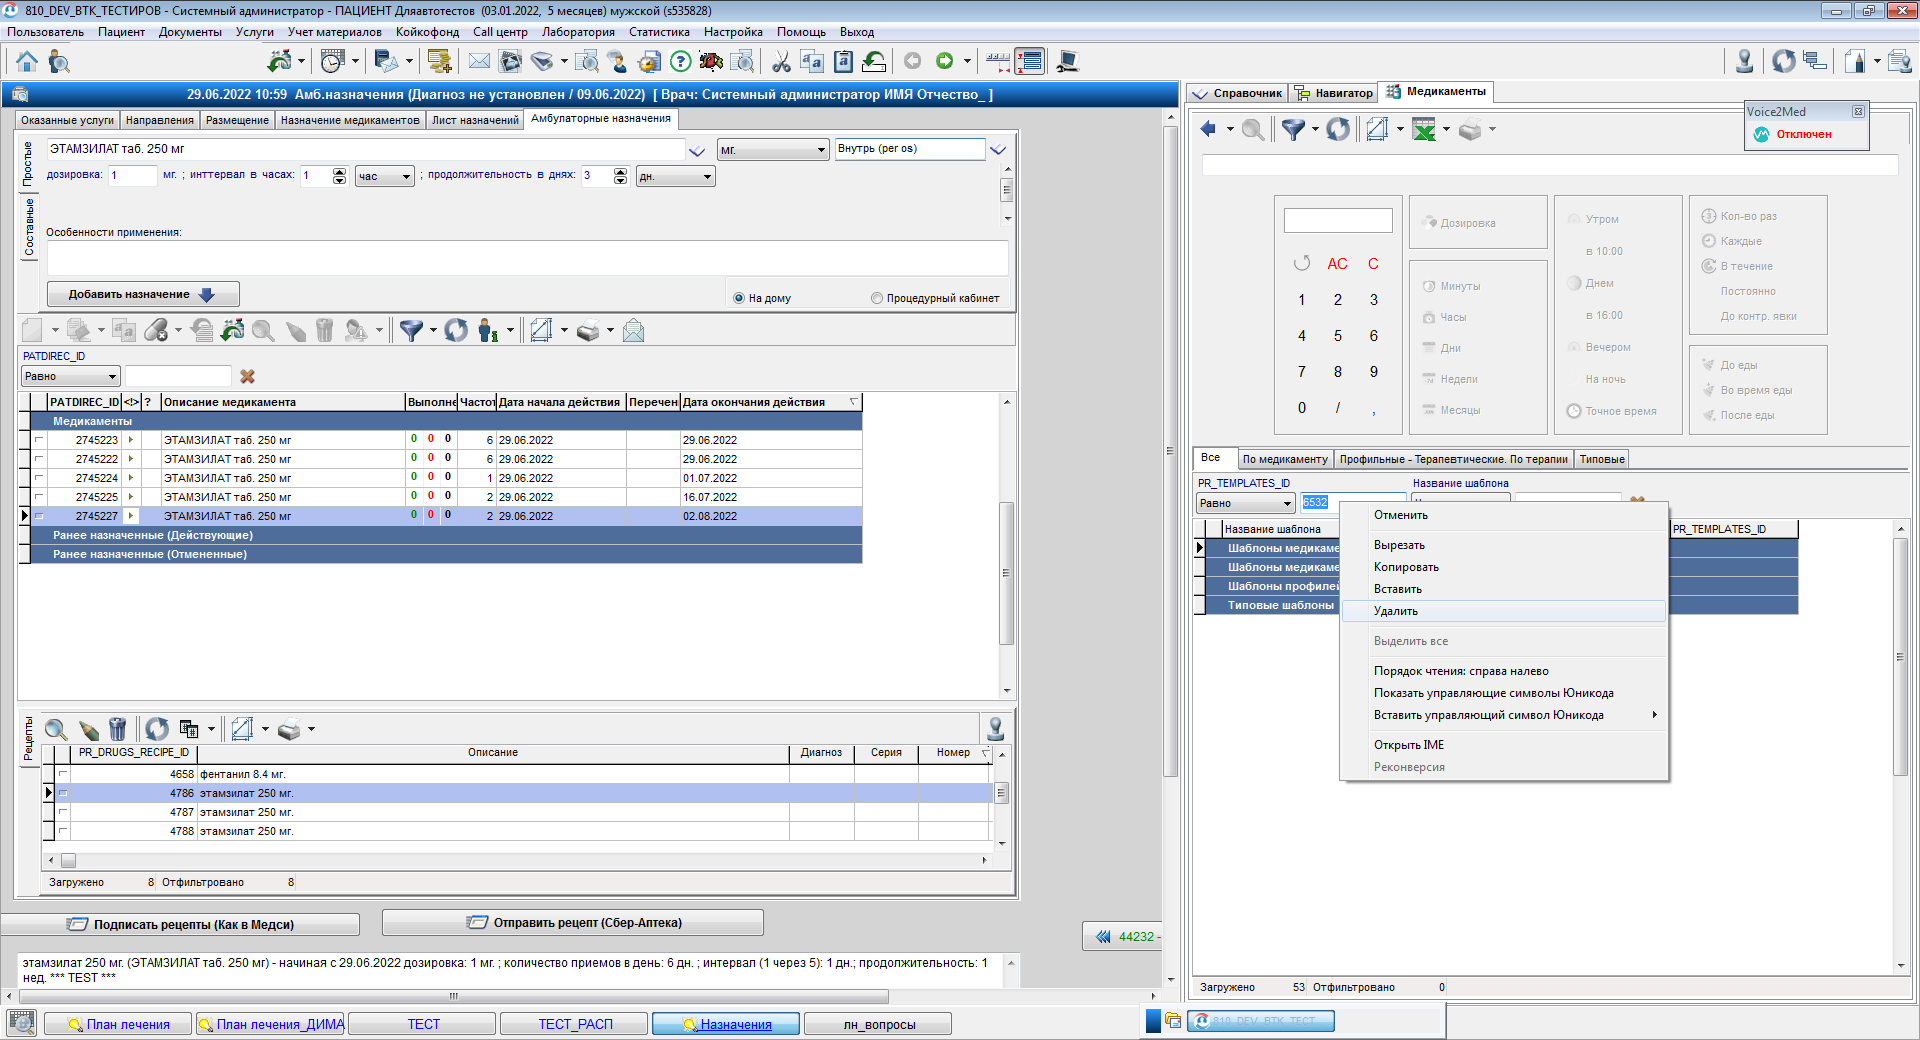 810_DEV_BTK_ТЕСТИРОВ - Системный администратор - ПАЦИЕНТ Дляавтотестов (03.01.2022, 5 месяцев) мужской (s535828)
Пользователь Пациент Документы Услуги Учет материалов Койкофонд Call центр Лаборатория Статистика Настройка Помощь Выход
29.06.2022 10:59 Амб.назначения (Диагноз не установлен / 09.06.2022) [ Врач: Системный администратор ИМЯ Отчество_ ]
Оказанные услуги Направления Размещение Назначение медикаментов Лист назначений Амбулаторные назначения
Простые
Составные
ЭТАМЗИЛАТ таб. 250 мг мг. Внутрь (per os)
дозировка: 1 мг. ; инттервал в часах: 1 час ; продолжительность в днях: 3 дн.
Особенности применения:
Добавить назначение На дому Процедурный кабинет
PATDIREC_ID
Равно
PATDIREC_ID <!> ? Описание медикамента Выполне Частот Дата начала действия Перечен Дата окончания действия
Медикаменты
2745223 ЭТАМЗИЛАТ таб. 250 мг 0 0 0 6 29.06.2022 29.06.2022
2745222 ЭТАМЗИЛАТ таб. 250 мг 0 0 0 6 29.06.2022 29.06.2022
2745224 ЭТАМЗИЛАТ таб. 250 мг 0 0 0 1 29.06.2022 01.07.2022
2745225 ЭТАМЗИЛАТ таб. 250 мг 0 0 0 2 29.06.2022 16.07.2022
2745227 ЭТАМЗИЛАТ таб. 250 мг 0 0 0 2 29.06.2022 02.08.2022
Ранее назначенные (Действующие)
Ранее назначенные (Отмененные)
Рецепты
PR_DRUGS_RECIPE_ID Описание Диагноз Серия Номер
4658 фентанил 8.4 мг.
4786 этамзилат 250 мг.
4787 этамзилат 250 мг.
4788 этамзилат 250 мг.
Загружено 8 Отфильтровано 8
Подписать рецепты (Как в Медси) Отправить рецепт (Сбер-Аптека)
44232 -
этамзилат 250 мг. (ЭТАМЗИЛАТ таб. 250 мг) - начиная с 29.06.2022 дозировка: 1 мг. ; количество приемов в день: 6 дн. ; интервал (1 через 5): 1 дн.; продолжительность: 1
нед. *** TEST ***
План лечения План лечения_ДИМА ТЕСТ ТЕСТ_РАСП Назначения лн_вопросы
Справочник Навигатор Медикаменты
Voice2Med
Отключен
AC C
1 2 3
4 5 6
7 8 9
0 / ,
Дозировка
Минуты
Часы
Дни
Недели
Месяцы
Утром
в 10:00
Днем
в 16:00
Вечером
На ночь
Точное время
Кол-во раз
Каждые
В течение
Постоянно
До контр. явки
До еды
Во время еды
После еды
Все По медикаменту Профильные - Терапевтические. По терапии Типовые
PR_TEMPLATES_ID Название шаблона
Равно 6532
Название шаблона PR_TEMPLATES_ID
Шаблоны медикаме
Шаблоны медикаме
Шаблоны профилей
Типовые шаблоны
Отменить
Вырезать
Копировать
Вставить
Удалить
Выделить все
Порядок чтения: справа налево
Показать управляющие символы Юникода
Вставить управляющий символ Юникода
Открыть IME
Реконверсия
Загружено 53 Отфильтровано 0
810_DEV_BTK_ТЕСТ